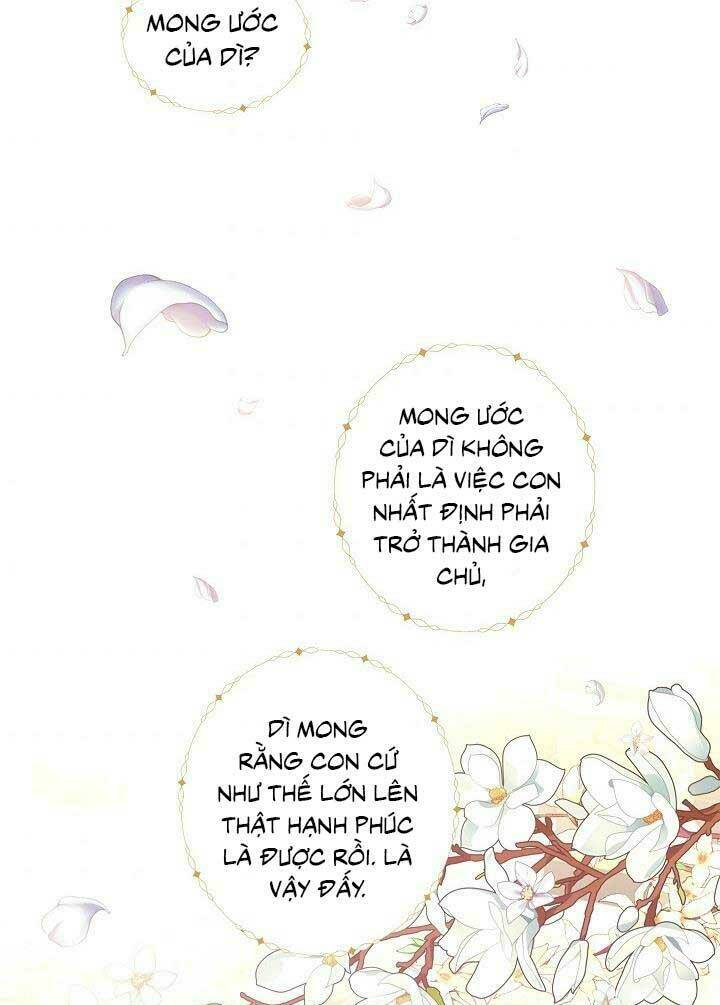 MONG ƯỚC
CỦA DÌ?
MONG ƯỚC
CỦA DÌ KHÔNG
PHẢI LÀ VIỆC CON
NHẤT ĐỊNH PHẢI
TRỞ THÀNH GIA
CHỦ,
DÌ MONG
RẰNG CON CỨ
NHƯ THẾ LỚN LÊN
THẬT HẠNH PHÚC
LÀ ĐƯỢC RỒI. LÀ
VẬY ĐẤY.